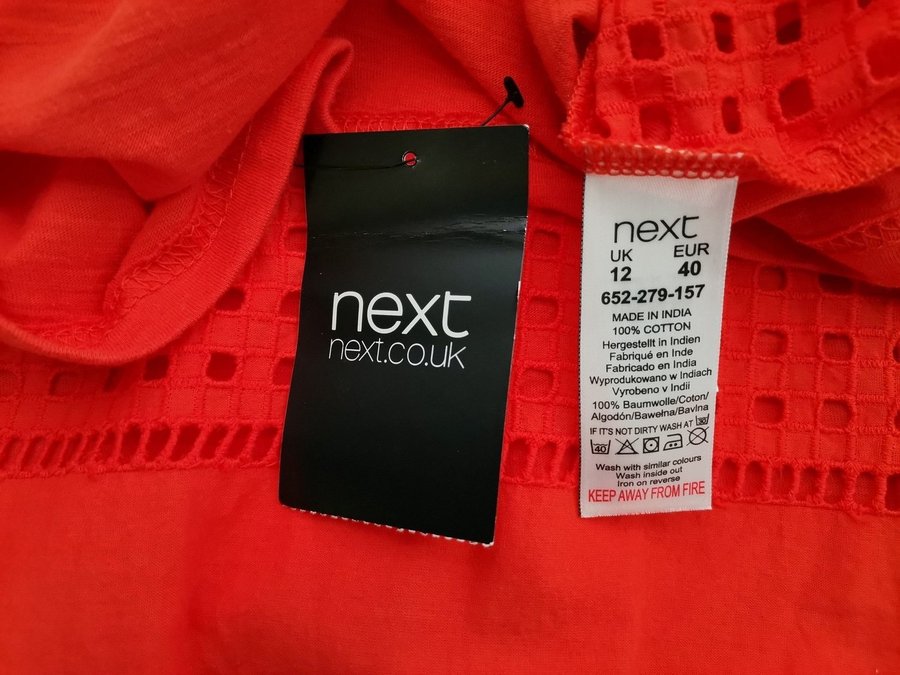 next
next.co.uk
next
UK EUR
12 40
652-279-157
MADE IN INDIA
100% COTTON
Hergestellt in Indien
Fabriqué en Inde
Fabricado en India
Wyprodukowano w Indiach
Vyrobeno v Indii
100% Baumwolle/Coton/
Algodón/Bawełna/Bavlna
IF IT'S NOT DIRTY WASH AT 30
40
Wash with similar colours
Wash inside out
Iron on reverse
KEEP AWAY FROM FIRE